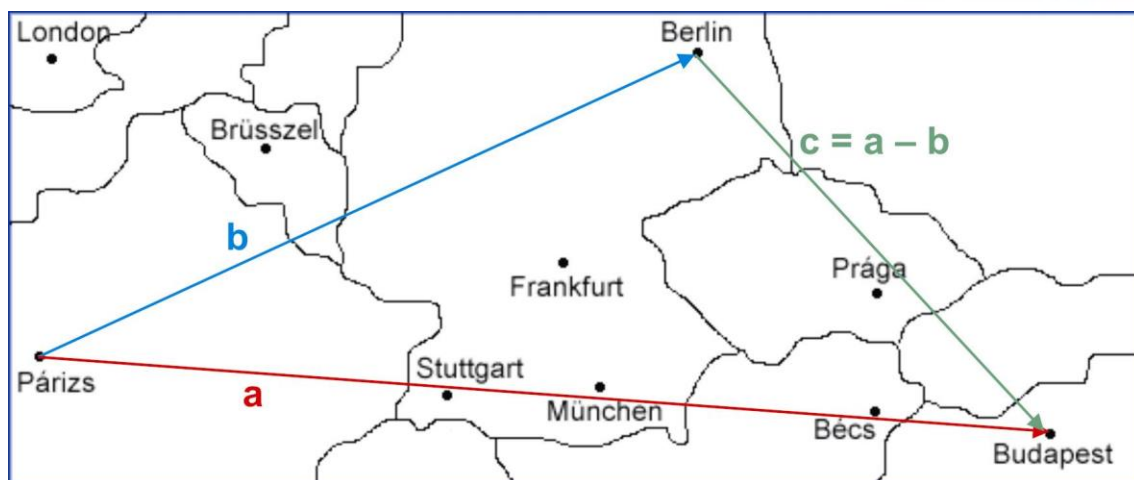 London
Berlin
Brüsszel
c = a – b
b
Prága
Frankfurt
Párizs
a
Stuttgart
München
Bécs
Budapest